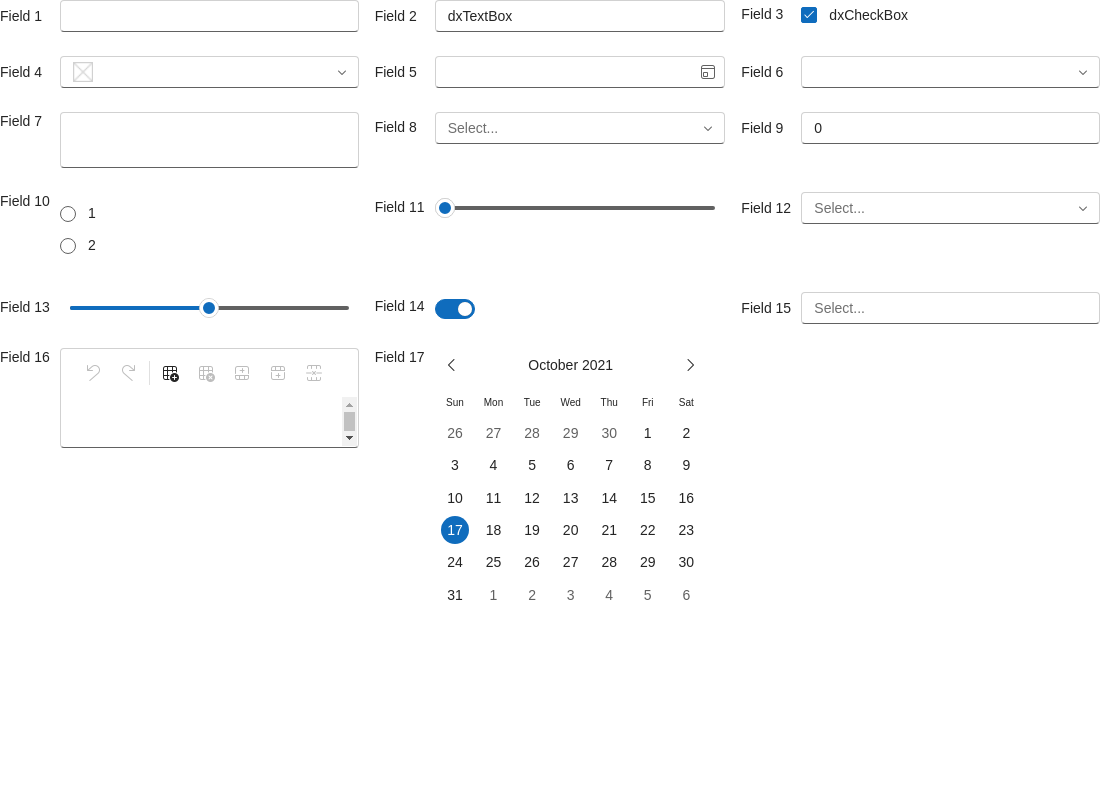 Field 1
Field 2 dxTextBox
Field 3 dxCheckBox
Field 4
Field 5
Field 6
Field 7
Field 8 Select...
Field 9 0
Field 10
1
2
Field 11
Field 12 Select...
Field 13
Field 14
Field 15 Select...
Field 16
Field 17
October 2021
Sun Mon Tue Wed Thu Fri Sat
26 27 28 29 30 1 2
3 4 5 6 7 8 9
10 11 12 13 14 15 16
17 18 19 20 21 22 23
24 25 26 27 28 29 30
31 1 2 3 4 5 6